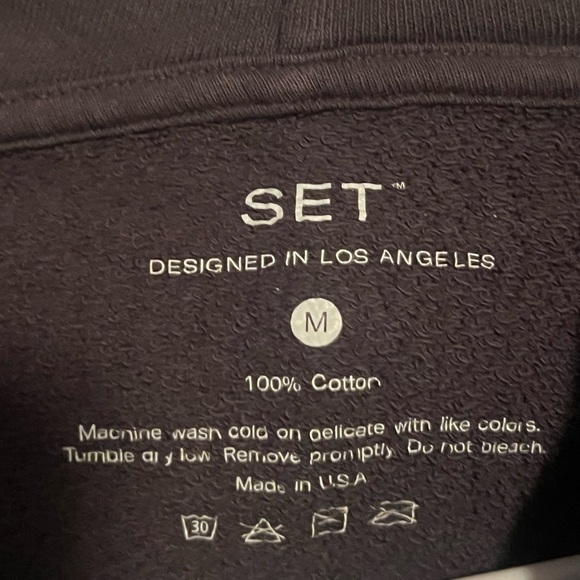 SET™
DESIGNED IN LOS ANGELES
M
100% Cotton
Machine wash cold on delicate with like colors.
Tumble dry low Remove promptly Do not bleach.
Made in U.S.A
30